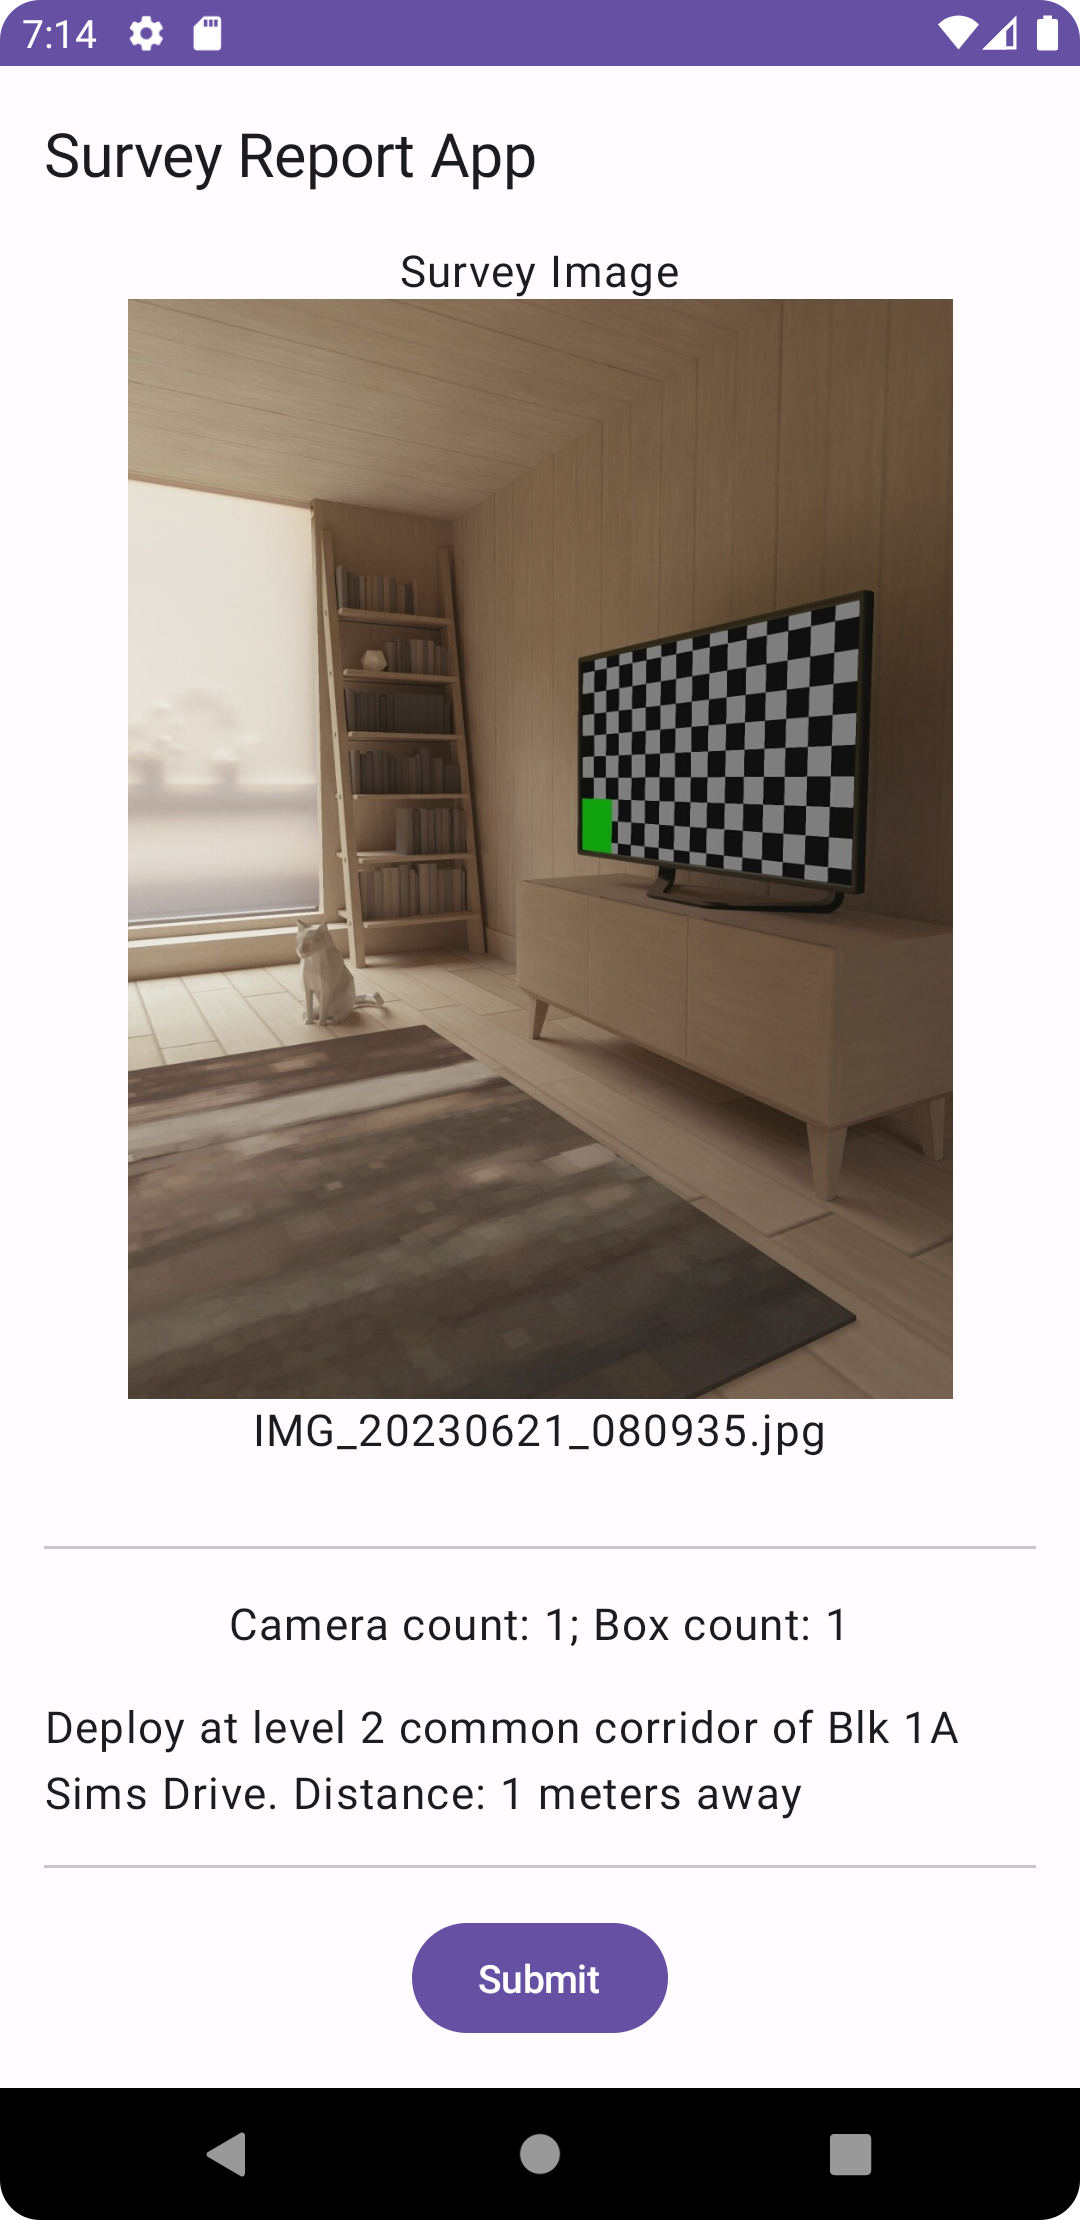 7:14
Survey Report App
Survey Image
IMG_20230621_080935.jpg
Camera count: 1; Box count: 1
Deploy at level 2 common corridor of Blk 1A
Sims Drive. Distance: 1 meters away
Submit